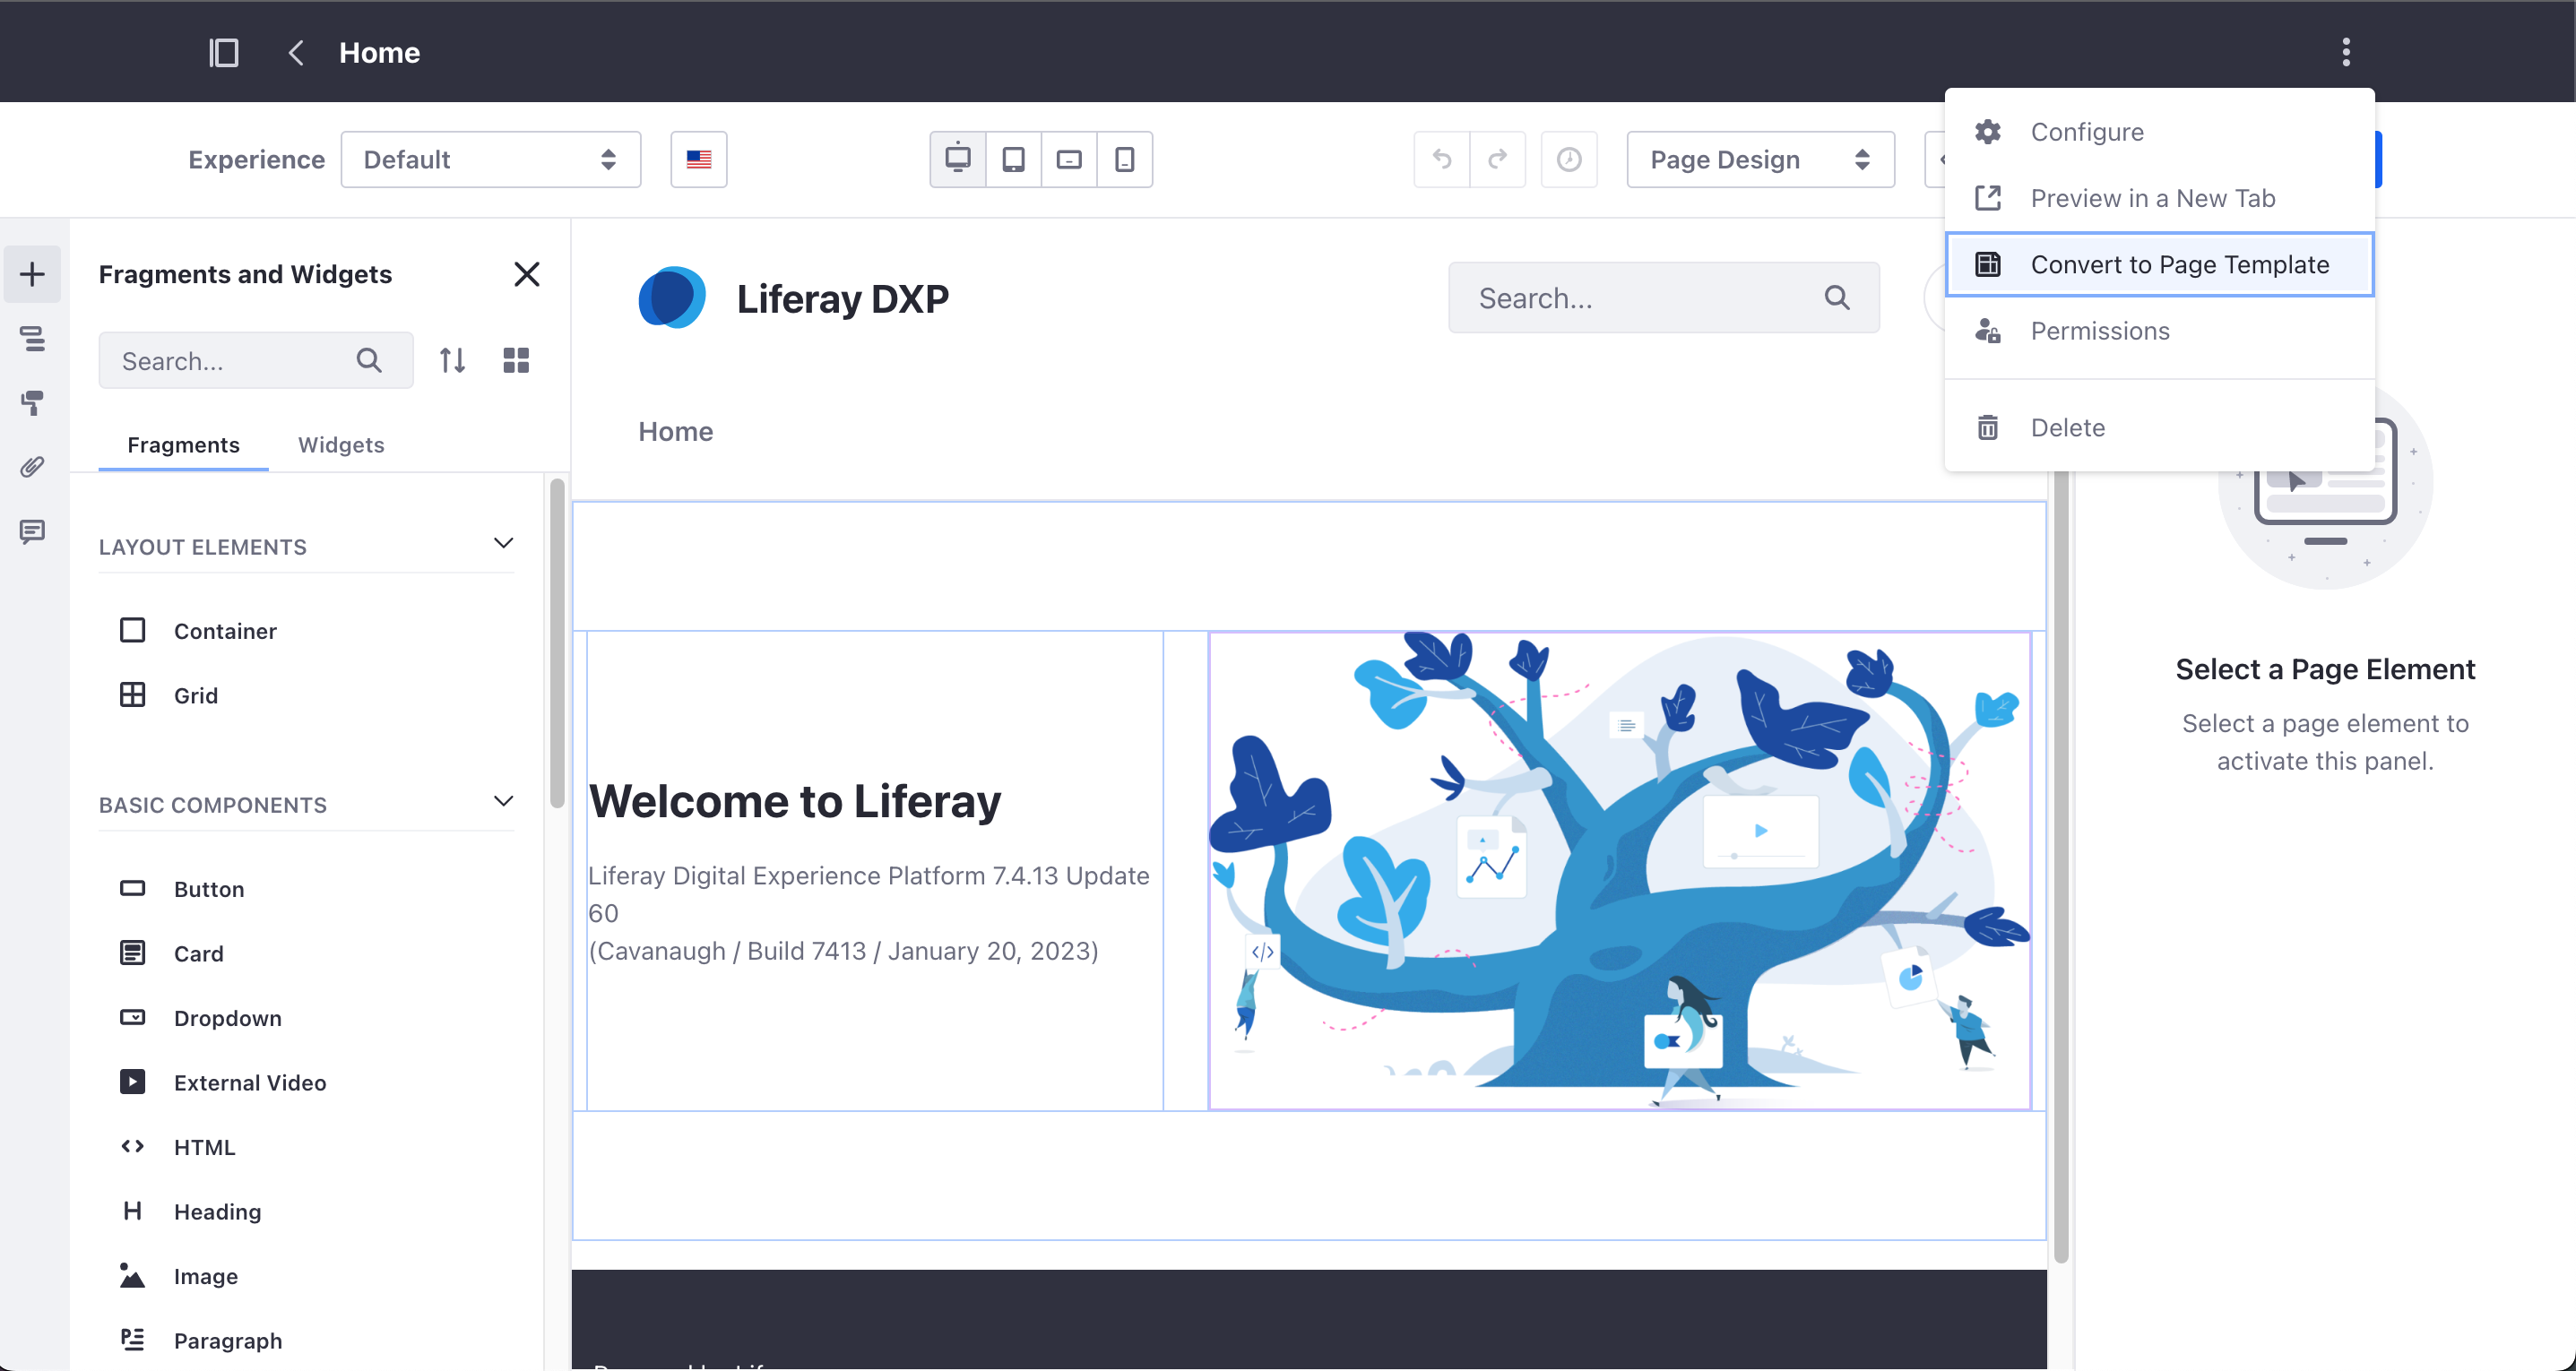 Home
Experience
Default
Page Design
Configure
Preview in a New Tab
Convert to Page Template
Permissions
Delete
Fragments and Widgets
Search...
Fragments
Widgets
LAYOUT ELEMENTS
Container
Grid
BASIC COMPONENTS
Button
Card
Dropdown
External Video
HTML
Heading
Image
Paragraph
Liferay DXP
Search...
Home
Welcome to Liferay
Liferay Digital Experience Platform 7.4.13 Update
60
(Cavanaugh / Build 7413 / January 20, 2023)
</>
Select a Page Element
Select a page element to
activate this panel.